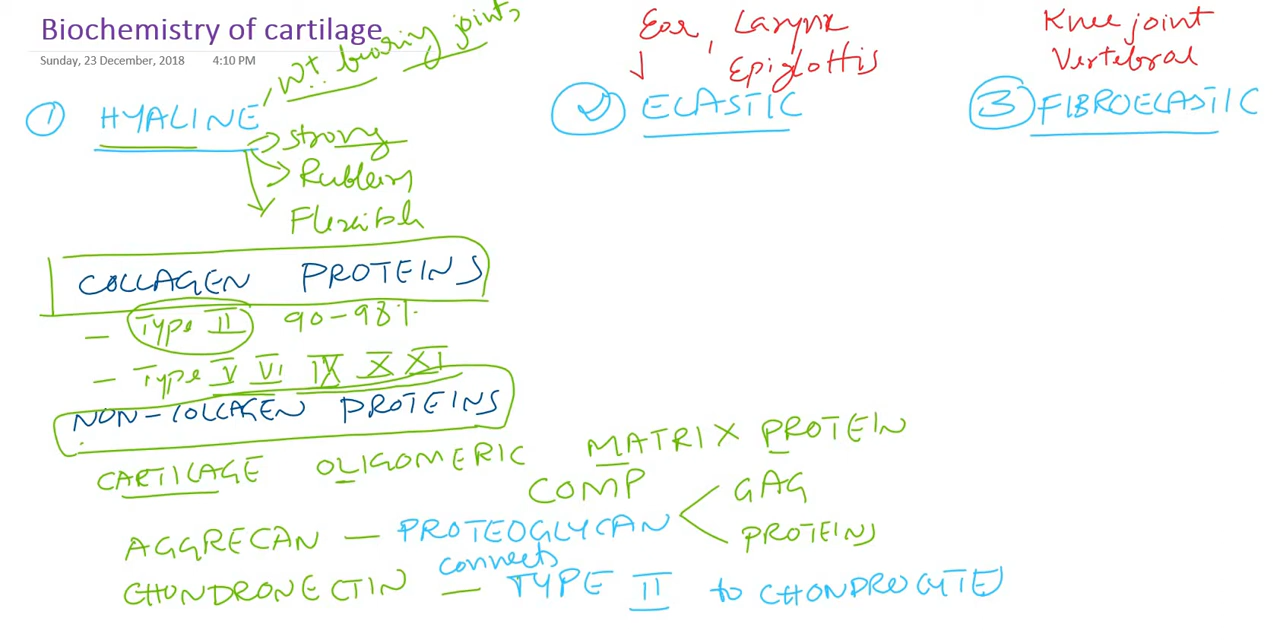 Biochemistry of cartilage
Sunday, 23 December, 2018 4:10 PM
Wt. bearing joints
① HYALINE
strong
Rubbery
Flexible
Ear, Larynx
Epiglottis
② ELASTIC
Knee joint
Vertebral
③ FIBROELASTIC
COLLAGEN PROTEINS
- Type II 90-98%
- Type V VI IX X XI
NON-COLLAGEN PROTEINS
CARTILAGE OLIGOMERIC MATRIX PROTEIN
COMP
AGGRECAN - PROTEOGLYCAN < GAG
PROTEINS
connects
CHONDRONECTIN - TYPE II to CHONDROCYTE